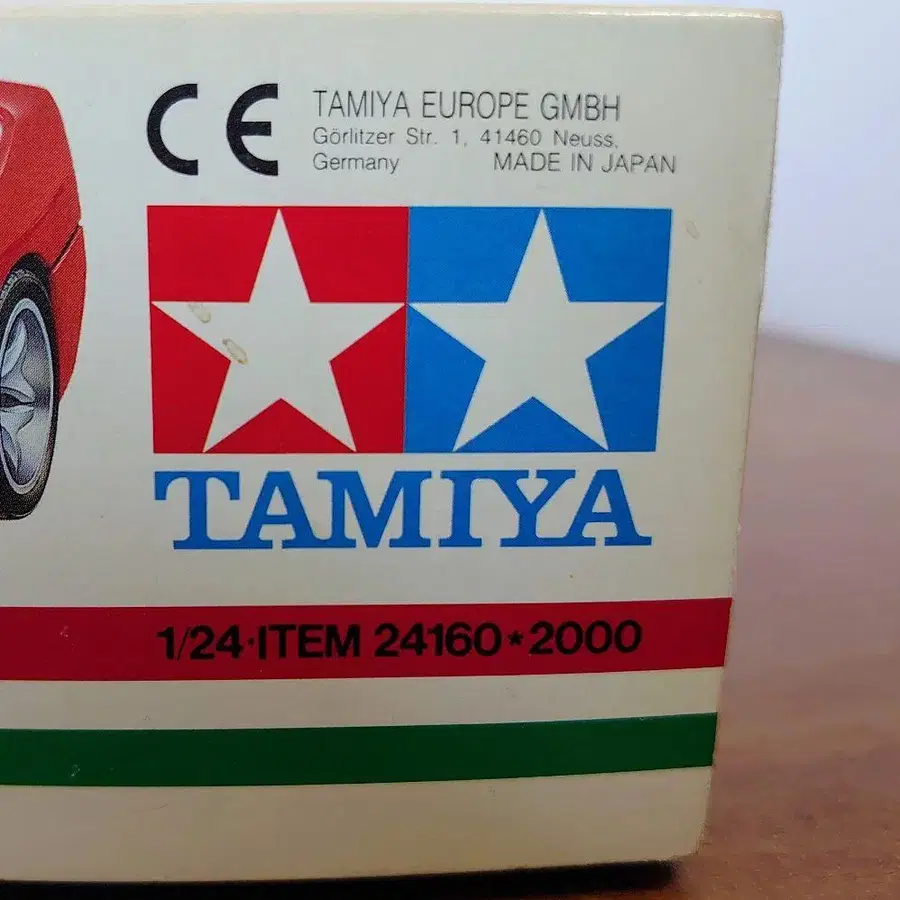 CE
TAMIYA EUROPE GMBH
Görlitzer Str. 1, 41460 Neuss,
Germany MADE IN JAPAN
TAMIYA
1/24·ITEM 24160★2000